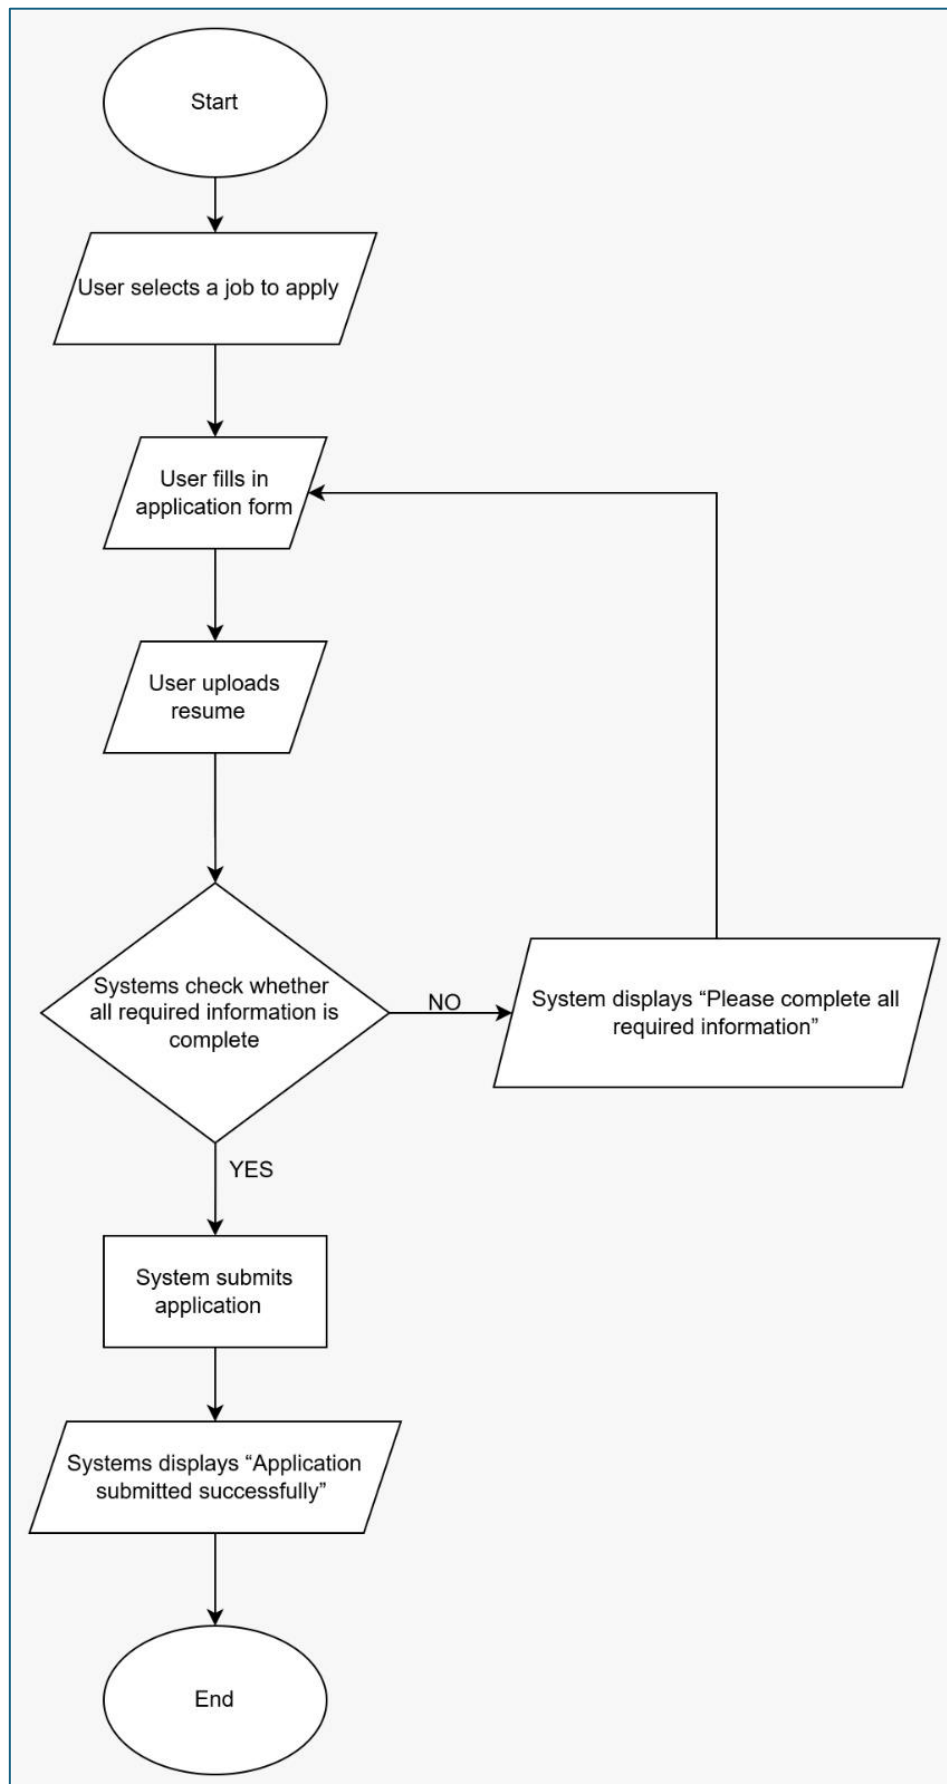 Start
User selects a job to apply
User fills in
application form
User uploads
resume
Systems check whether
all required information is
complete
NO
System displays “Please complete all
required information”
YES
System submits
application
Systems displays “Application
submitted successfully”
End